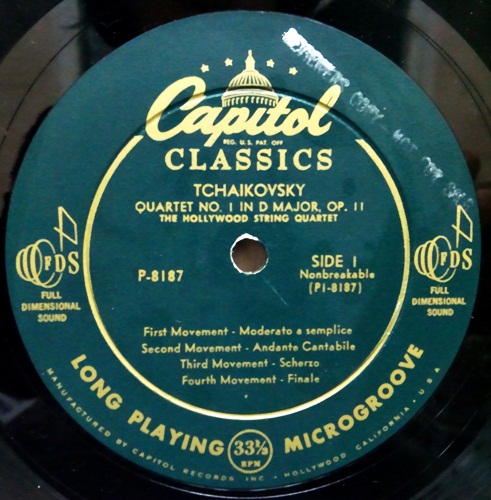 Capitol
REG. U.S. PAT. OFF.
CLASSICS
TCHAIKOVSKY
QUARTET NO. 1 IN D MAJOR, OP. 11
THE HOLLYWOOD STRING QUARTET
P-8187
SIDE 1
Nonbreakable
(P1-8187)
FDS
FULL
DIMENSIONAL
SOUND
FDS
FULL
DIMENSIONAL
SOUND
First Movement - Moderato a semplice
Second Movement - Andante Cantabile
Third Movement - Scherzo
Fourth Movement - Finale
LONG PLAYING 33⅓ RPM MICROGROOVE
MANUFACTURED BY CAPITOL RECORDS INC • HOLLYWOOD CALIFORNIA • U.S.A.